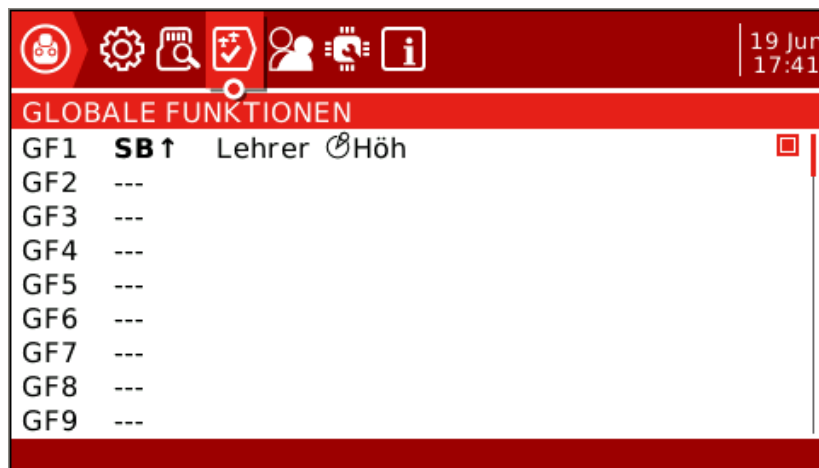 19 Jun
17:41
GLOBALE FUNKTIONEN
GF1 SB↑ Lehrer Höh
GF2 ---
GF3 ---
GF4 ---
GF5 ---
GF6 ---
GF7 ---
GF8 ---
GF9 ---